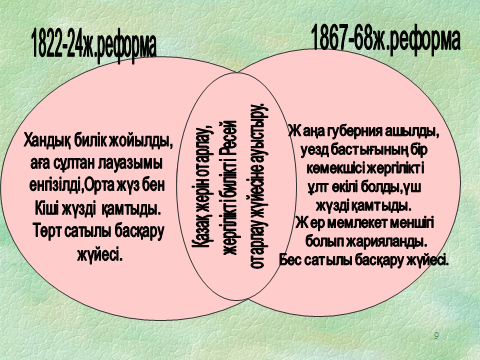 1822-24ж.реформа
1867-68ж.реформа
Хандық билік жойылды,
аға сұлтан лауазымы
енгізілді,Орта жүз бен
Кіші жүзді қамтыды.
Төрт сатылы басқару
жүйесі.
Қазақ жерін отарлау,
жергілікті билікті Ресей
отарлау жүйесіне ауыстыру.
Жаңа губерния ашылды,
уезд бастығының бір
көмекшісі жергілікті
ұлт өкілі болды,үш
жүзді қамтыды.
Жер мемлекет меншігі
болып жарияланды.
Бес сатылы басқару жүйесі.
9